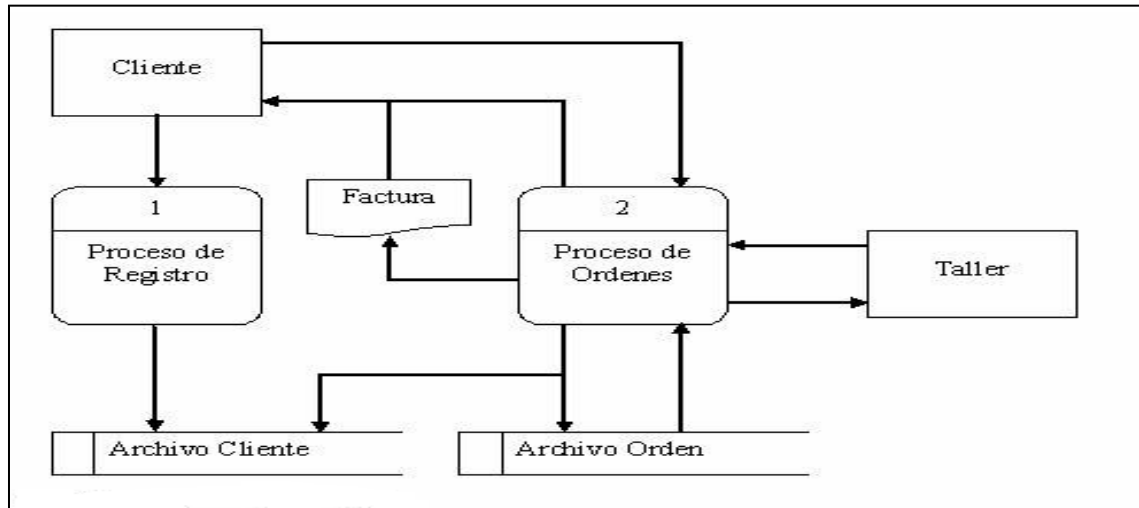 Cliente
1
Proceso de
Registro
Factura
2
Proceso de
Ordenes
Taller
Archivo Cliente
Archivo Orden